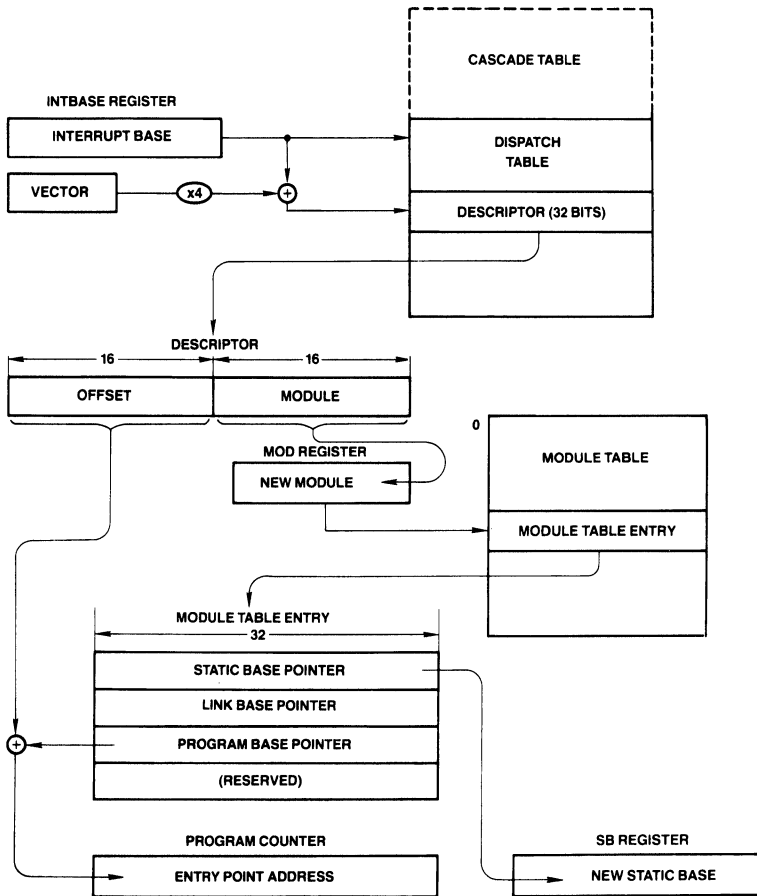 CASCADE TABLE
INTBASE REGISTER
INTERRUPT BASE
DISPATCH
TABLE
VECTOR
x4
+
DESCRIPTOR (32 BITS)
DESCRIPTOR
16
16
OFFSET
MODULE
0
MOD REGISTER
MODULE TABLE
NEW MODULE
MODULE TABLE ENTRY
MODULE TABLE ENTRY
32
STATIC BASE POINTER
LINK BASE POINTER
+
PROGRAM BASE POINTER
(RESERVED)
PROGRAM COUNTER
SB REGISTER
ENTRY POINT ADDRESS
NEW STATIC BASE